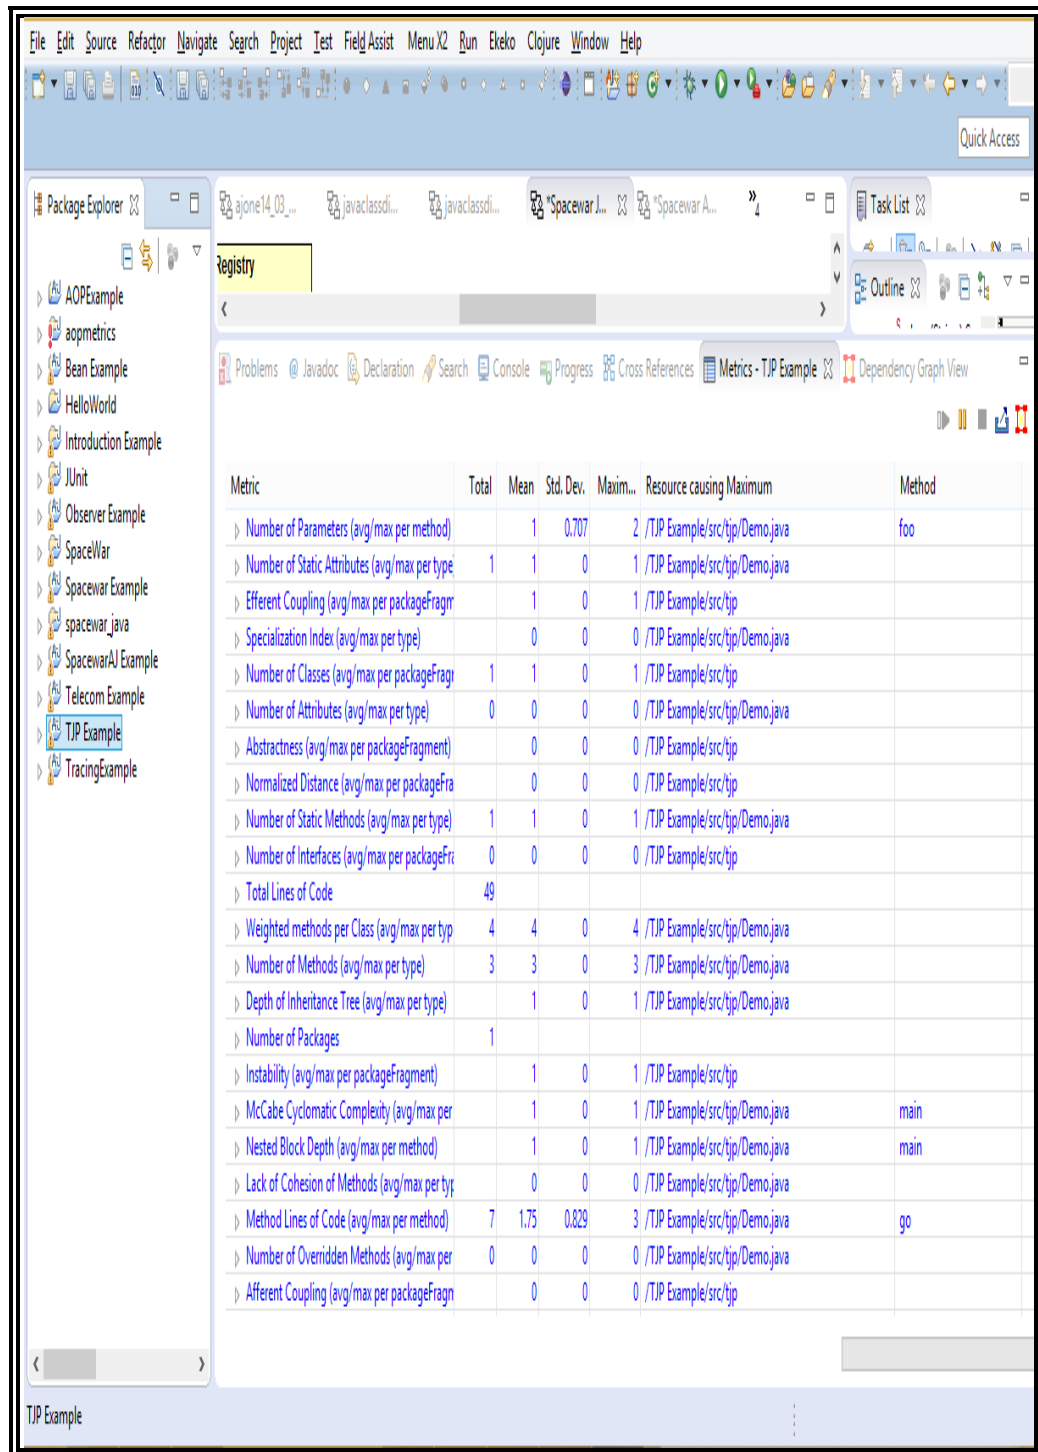 File Edit Source Refactor Navigate Search Project Test Field Assist Menu X2 Run Ekeko Clojure Window Help
Quick Access
Package Explorer
ajone14_03_...
javaclassdi...
javaclassdi...
*Spacewar J...
*Spacewar A...
»4
Task List
Registry
Outline
AOPExample
aopmetrics
Bean Example
HelloWorld
Introduction Example
JUnit
Observer Example
SpaceWar
Spacewar Example
spacewar_java
SpacewarAJ Example
Telecom Example
TJP Example
TracingExample
Problems @ Javadoc Declaration Search Console Progress Cross References Metrics - TJP Example Dependency Graph View
Metric Total Mean Std. Dev. Maxim... Resource causing Maximum Method
Number of Parameters (avg/max per method) 1 0.707 2 /TJP Example/src/tjp/Demo.java foo
Number of Static Attributes (avg/max per type) 1 1 0 1 /TJP Example/src/tjp/Demo.java
Efferent Coupling (avg/max per packageFragm 1 0 1 /TJP Example/src/tjp
Specialization Index (avg/max per type) 0 0 0 /TJP Example/src/tjp/Demo.java
Number of Classes (avg/max per packageFragr 1 1 0 1 /TJP Example/src/tjp
Number of Attributes (avg/max per type) 0 0 0 0 /TJP Example/src/tjp/Demo.java
Abstractness (avg/max per packageFragment) 0 0 0 /TJP Example/src/tjp
Normalized Distance (avg/max per packageFra 0 0 0 /TJP Example/src/tjp
Number of Static Methods (avg/max per type) 1 1 0 1 /TJP Example/src/tjp/Demo.java
Number of Interfaces (avg/max per packageFra 0 0 0 0 /TJP Example/src/tjp
Total Lines of Code 49
Weighted methods per Class (avg/max per typ 4 4 0 4 /TJP Example/src/tjp/Demo.java
Number of Methods (avg/max per type) 3 3 0 3 /TJP Example/src/tjp/Demo.java
Depth of Inheritance Tree (avg/max per type) 1 0 1 /TJP Example/src/tjp/Demo.java
Number of Packages 1
Instability (avg/max per packageFragment) 1 0 1 /TJP Example/src/tjp
McCabe Cyclomatic Complexity (avg/max per 1 0 1 /TJP Example/src/tjp/Demo.java main
Nested Block Depth (avg/max per method) 1 0 1 /TJP Example/src/tjp/Demo.java main
Lack of Cohesion of Methods (avg/max per typ 0 0 0 /TJP Example/src/tjp/Demo.java
Method Lines of Code (avg/max per method) 7 1.75 0.829 3 /TJP Example/src/tjp/Demo.java go
Number of Overridden Methods (avg/max per 0 0 0 0 /TJP Example/src/tjp/Demo.java
Afferent Coupling (avg/max per packageFragn 0 0 0 /TJP Example/src/tjp
TJP Example